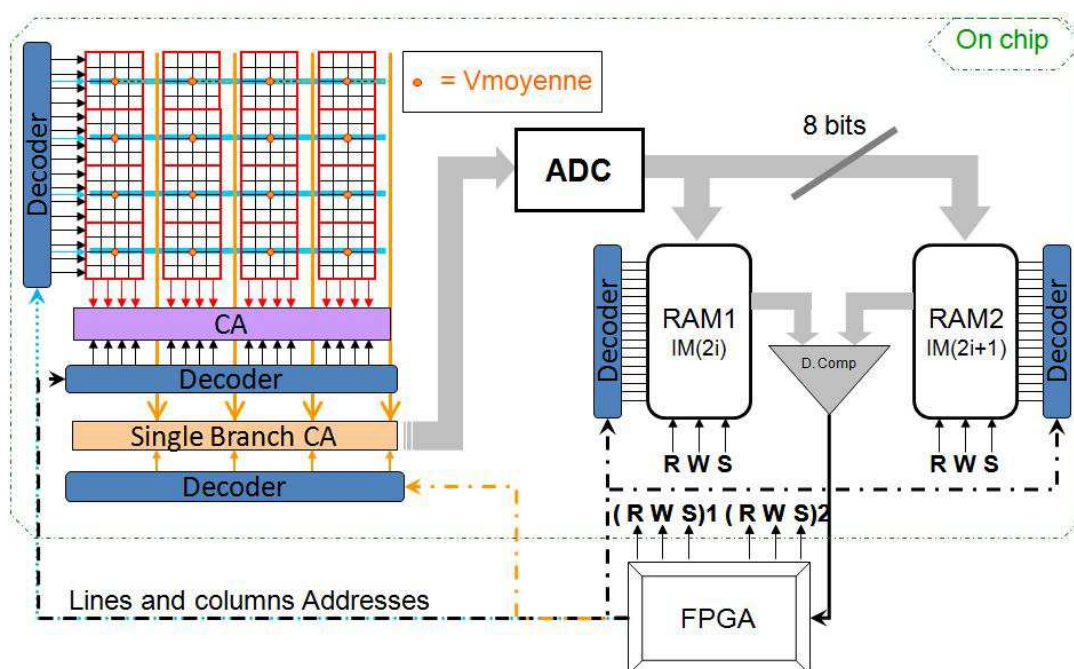 On chip
= Vmoyenne
Decoder
8 bits
ADC
CA
Decoder
Single Branch CA
Decoder
Decoder
RAM1
IM(2i)
D. Comp
RAM2
IM(2i+1)
Decoder
R W S
R W S
( R W S)1 ( R W S)2
Lines and columns Addresses
FPGA